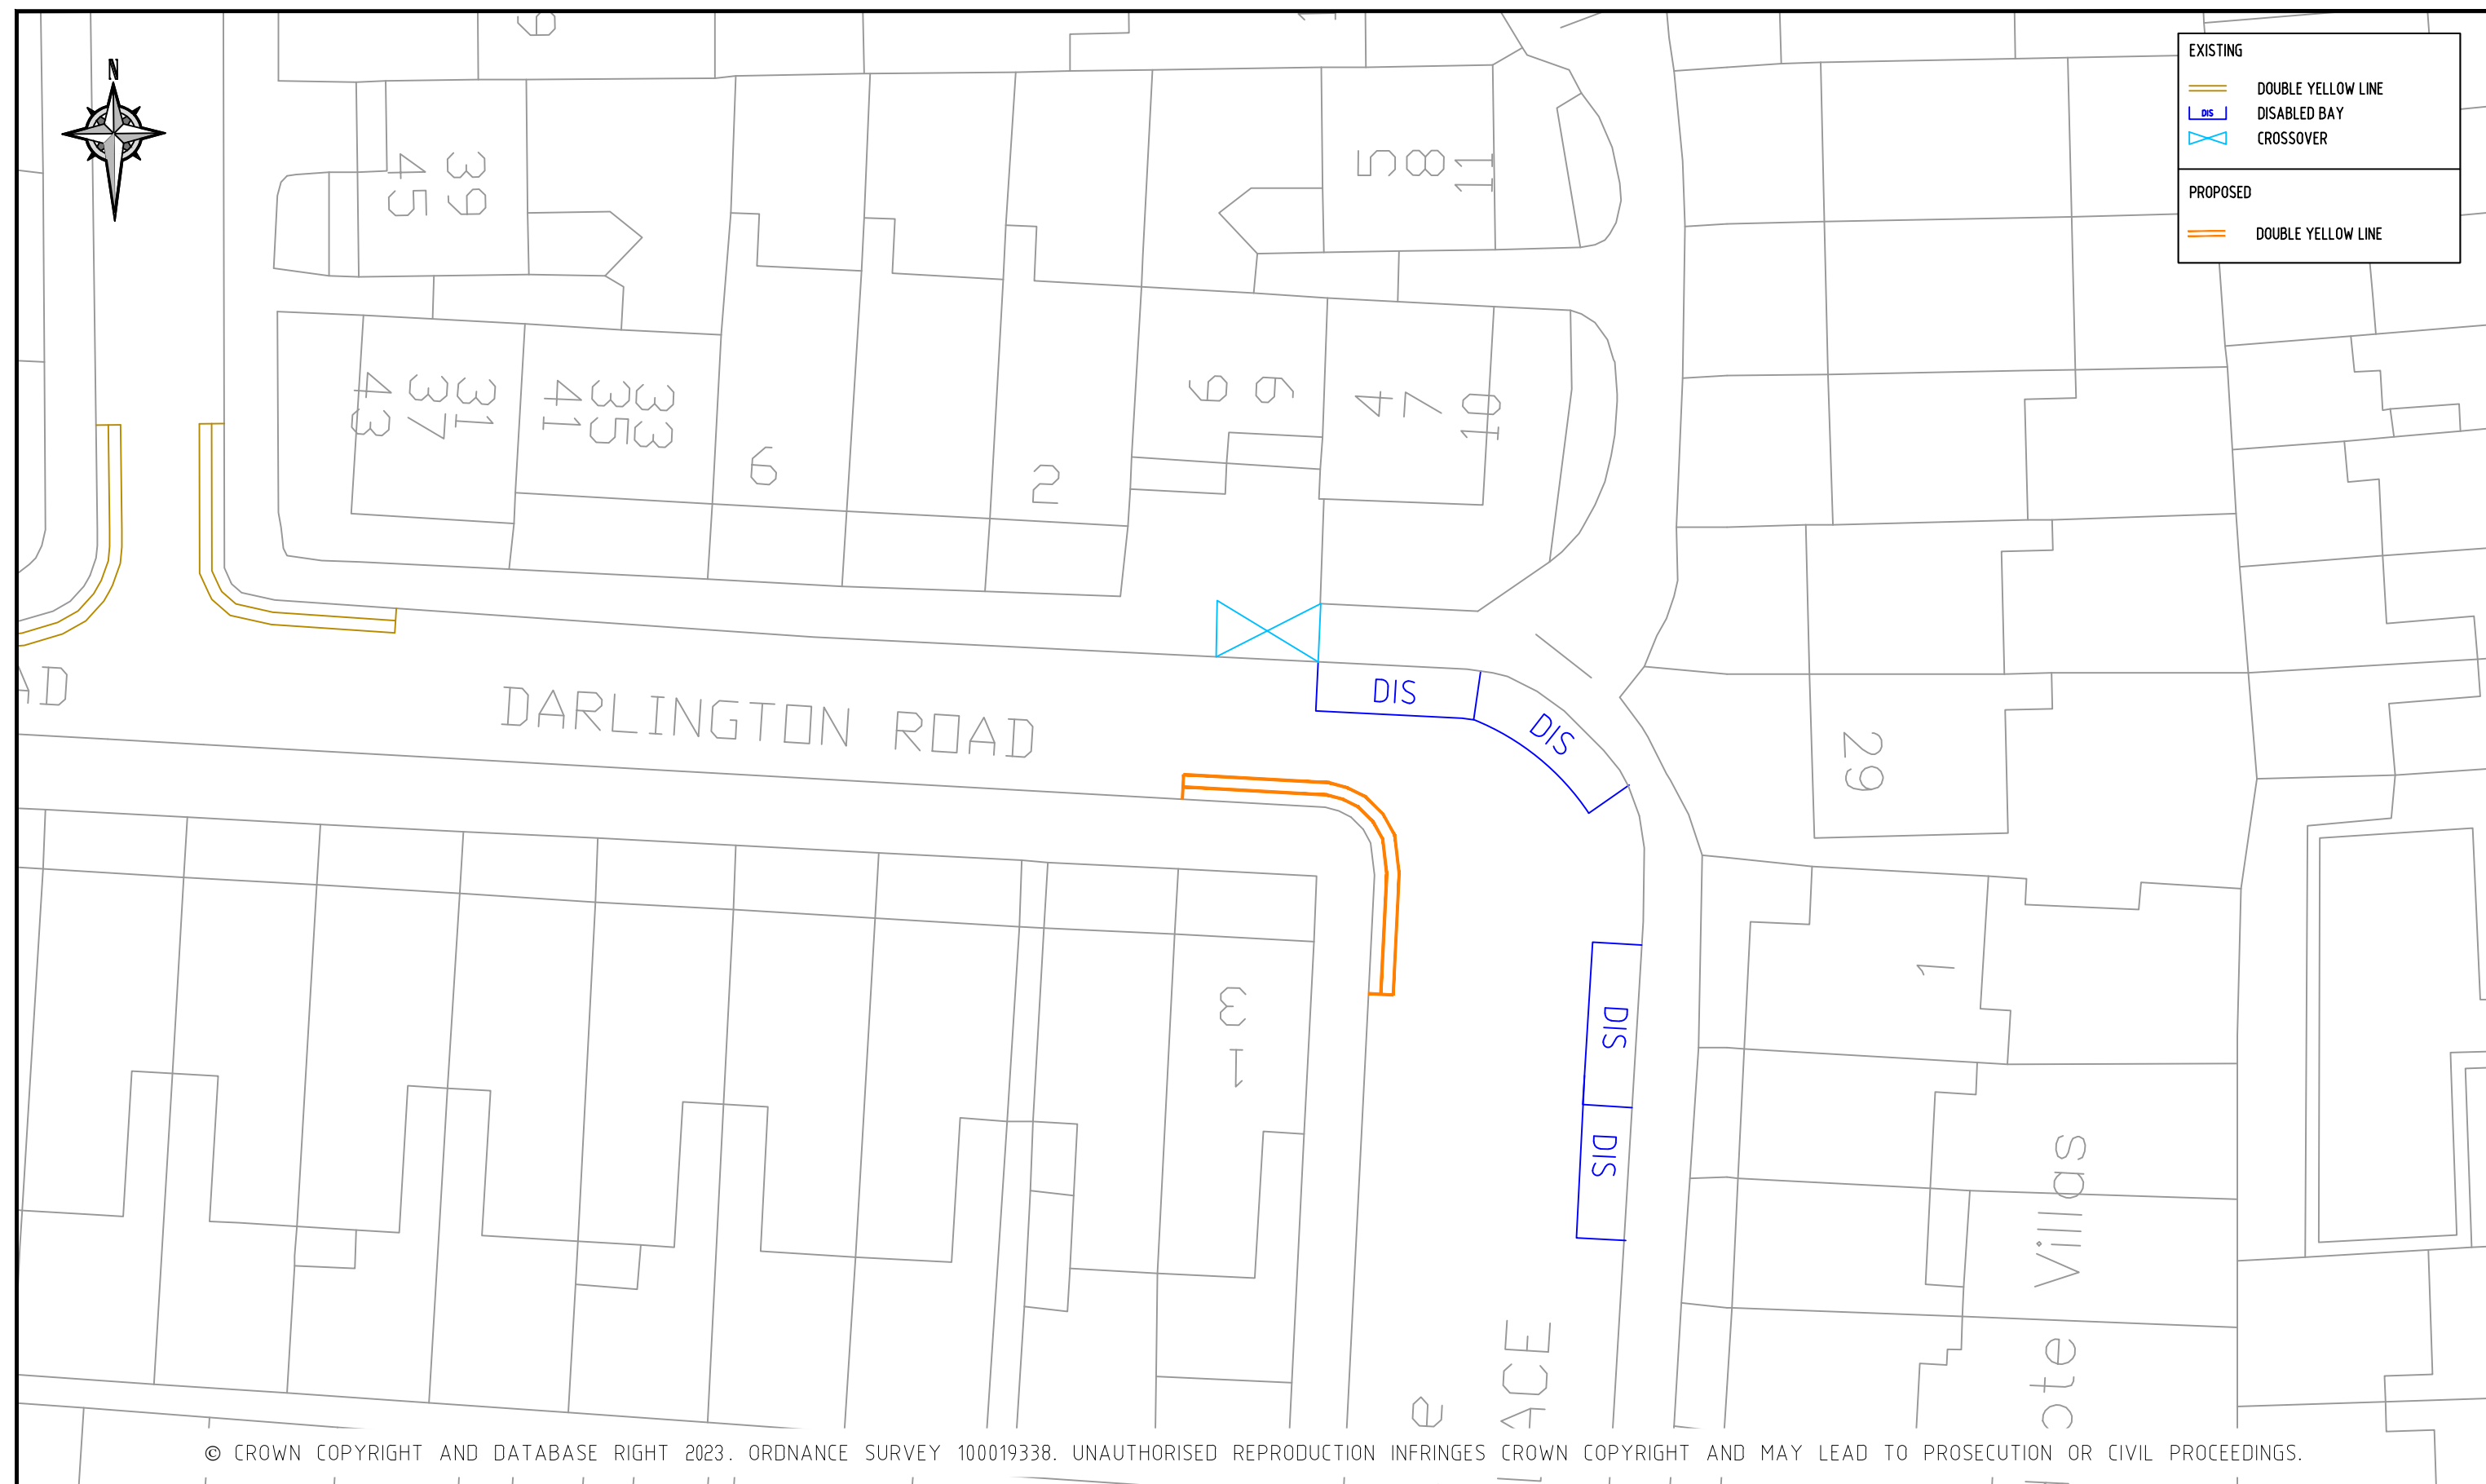 N
EXISTING
DOUBLE YELLOW LINE
DIS
DISABLED BAY
CROSSOVER
PROPOSED
DOUBLE YELLOW LINE
45
39
5
8
11
43
37
31
41
35
33
6
2
6
9
4
7
10
DARLINGTON ROAD
DIS
DIS
29
DIS
DIS
1
13
Villas
© CROWN COPYRIGHT AND DATABASE RIGHT 2023. ORDNANCE SURVEY 100019338. UNAUTHORISED REPRODUCTION INFRINGES CROWN COPYRIGHT AND MAY LEAD TO PROSECUTION OR CIVIL PROCEEDINGS.